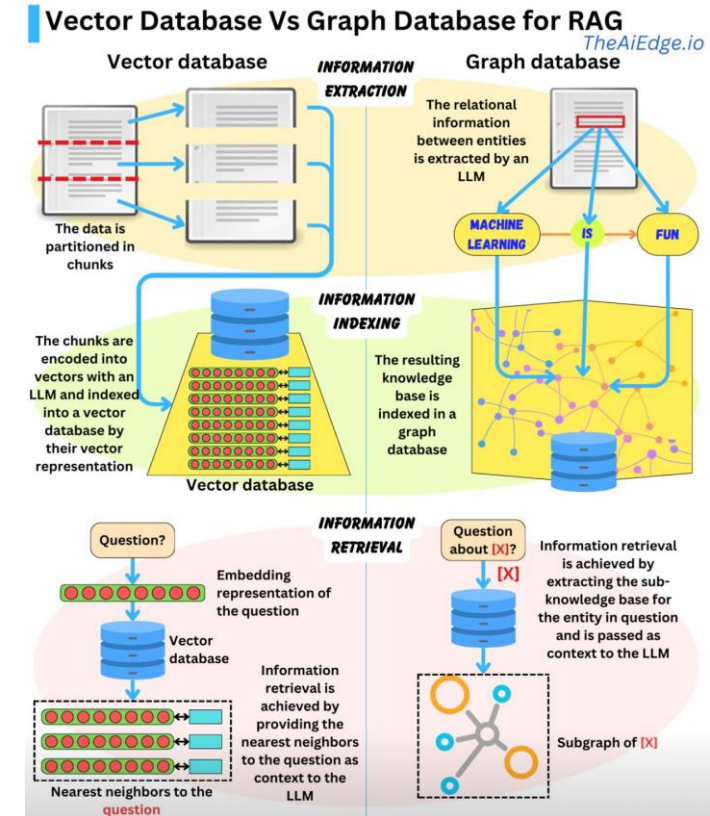 Vector Database Vs Graph Database for RAG
TheAiEdge.io
Vector database
INFORMATION
EXTRACTION
Graph database
The data is
partitioned in
chunks
The relational
information
between entities
is extracted by an
LLM
MACHINE
LEARNING
IS
FUN
INFORMATION
INDEXING
The chunks are
encoded into
vectors with an
LLM and indexed
into a vector
database by
their vector
representation
Vector database
The resulting
knowledge
base is
indexed in a
graph
database
INFORMATION
RETRIEVAL
Question?
Embedding
representation of
the question
Vector
database
Information
retrieval is
achieved by
providing the
nearest neighbors
to the question as
context to the
LLM
Nearest neighbors to the
question
Question
about [X]?
[X]
Information retrieval
is achieved by
extracting the sub-
knowledge base for
the entity in question
and is passed as
context to the LLM
Subgraph of [X]